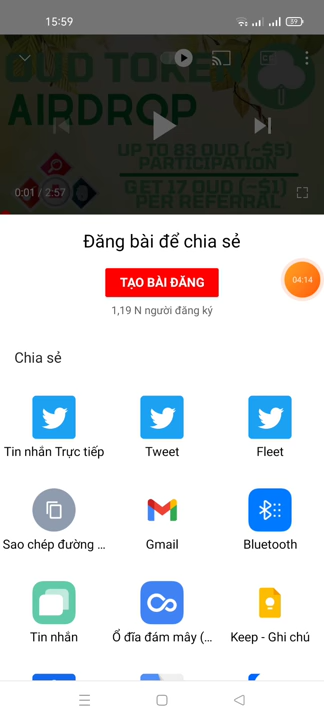 15:59
59
OUD TOKEN
AIRDROP
UP TO 83 OUD (~$5)
PARTICIPATION
GET 17 OUD (~$1)
PER REFERRAL
0:01 / 2:57
Đăng bài để chia sẻ
TẠO BÀI ĐĂNG
1,19 N người đăng ký
04:14
Chia sẻ
Tin nhắn Trực tiếp
Tweet
Fleet
Sao chép đường ...
Gmail
Bluetooth
Tin nhắn
Ổ đĩa đám mây (...
Keep - Ghi chú